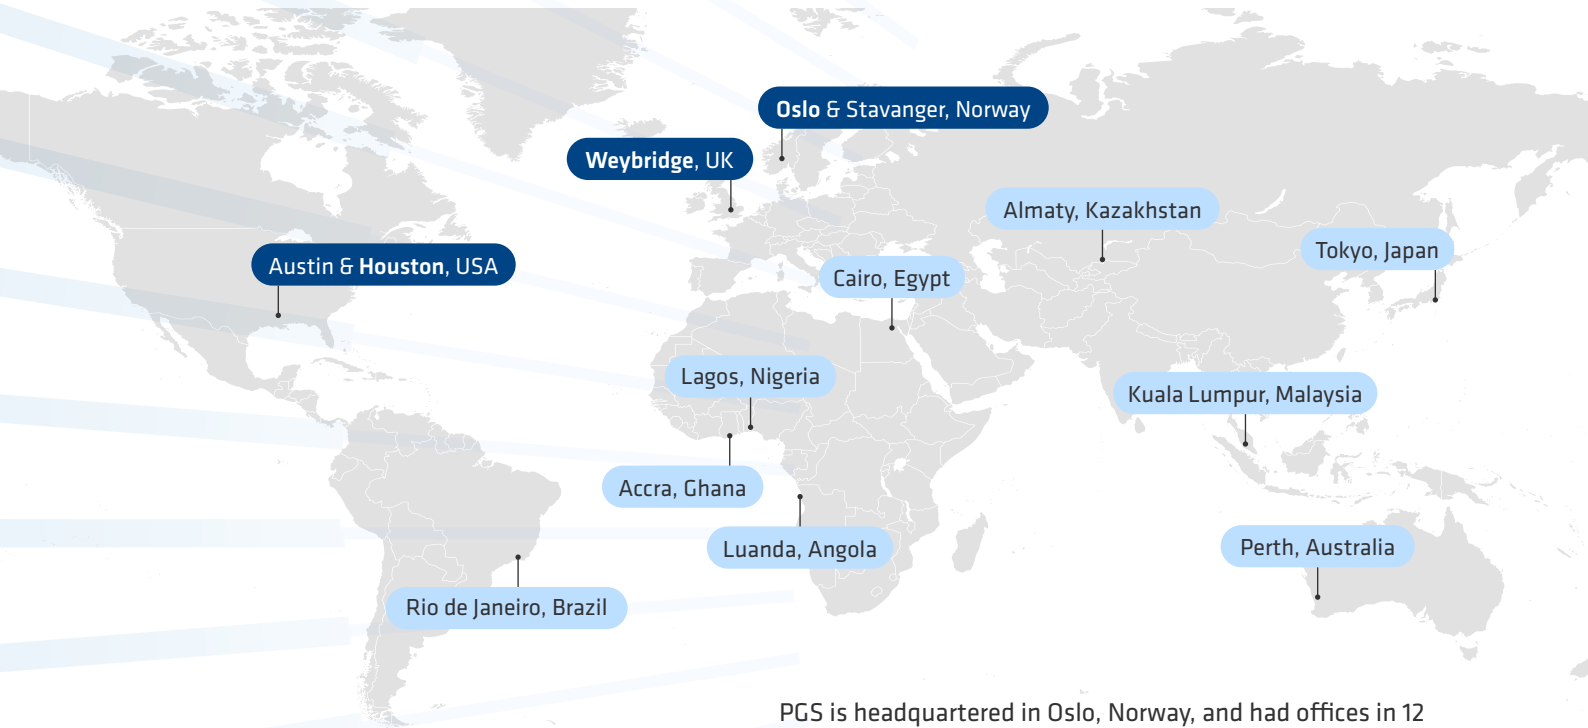 Oslo & Stavanger, Norway
Weybridge, UK
Almaty, Kazakhstan
Tokyo, Japan
Austin & Houston, USA
Cairo, Egypt
Lagos, Nigeria
Kuala Lumpur, Malaysia
Accra, Ghana
Luanda, Angola
Perth, Australia
Rio de Janeiro, Brazil
PGS is headquartered in Oslo, Norway, and had offices in 12